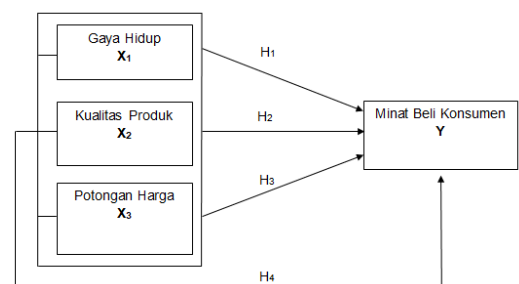 Gaya Hidup
X₁
H₁
Kualitas Produk
X₂
H₂
Minat Beli Konsumen
Y
Potongan Harga
X₃
H₃
H₄